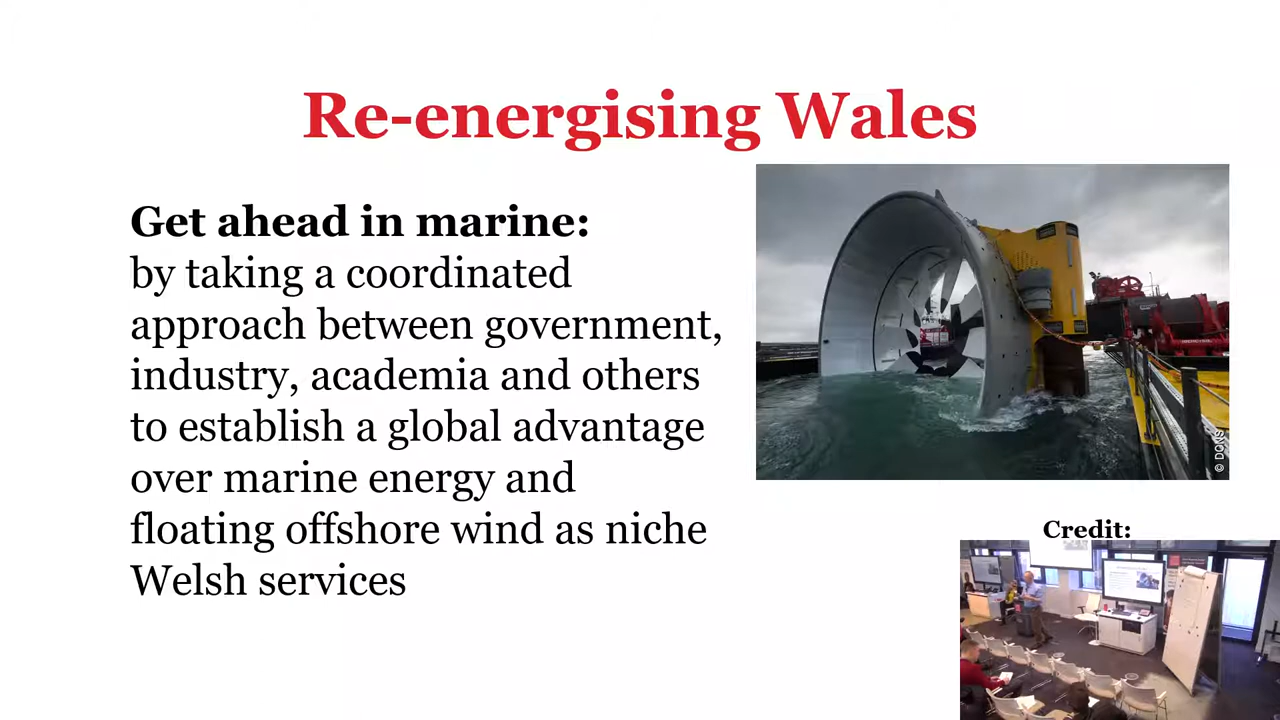 Re-energising Wales
Get ahead in marine:
by taking a coordinated
approach between government,
industry, academia and others
to establish a global advantage
over marine energy and
floating offshore wind as niche
Welsh services
© DCNS
Credit: